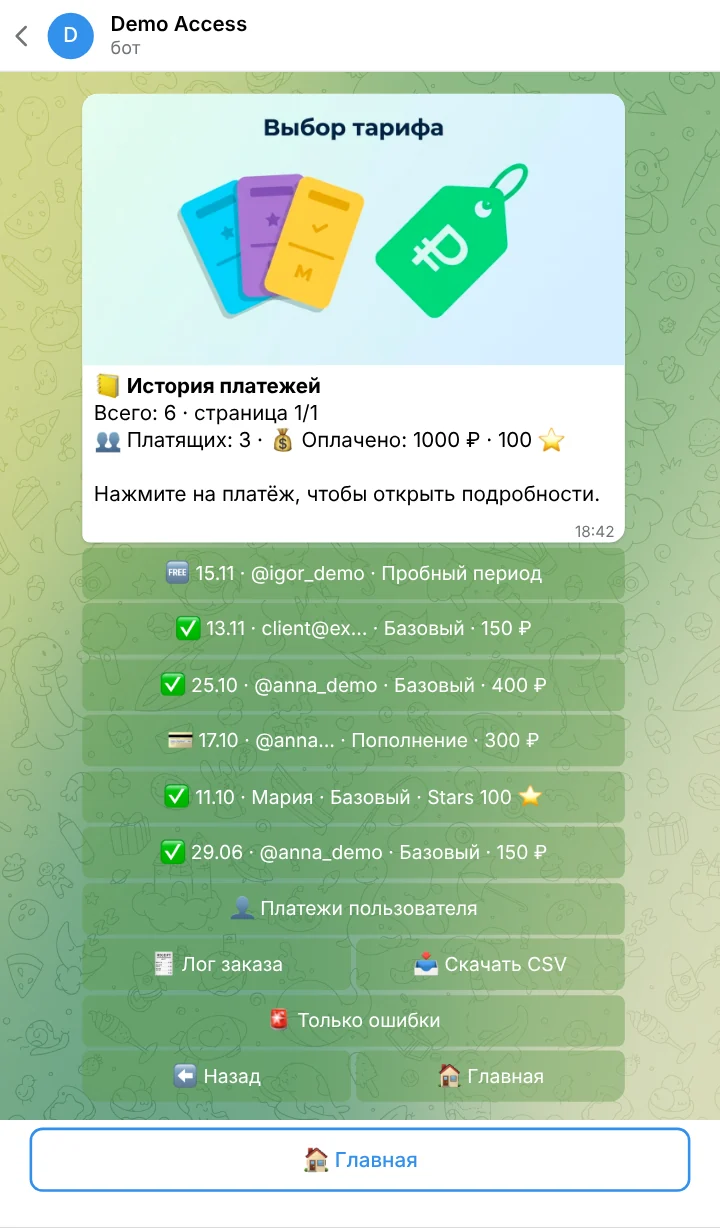 D
Demo Access
бот
Выбор тарифа
М
₽
📒 История платежей
Всего: 6 · страница 1/1
👥 Платящих: 3 · 💰 Оплачено: 1000 ₽ · 100 ⭐
Нажмите на платёж, чтобы открыть подробности.
18:42
🆓 15.11 · @igor_demo · Пробный период
✅ 13.11 · client@ex... · Базовый · 150 ₽
✅ 25.10 · @anna_demo · Базовый · 400 ₽
💳 17.10 · @anna... · Пополнение · 300 ₽
✅ 11.10 · Мария · Базовый · Stars 100 ⭐
✅ 29.06 · @anna_demo · Базовый · 150 ₽
👤 Платежи пользователя
🧾 Лог заказа
📥 Скачать CSV
🚨 Только ошибки
⬅️ Назад
🏠 Главная
🏠 Главная